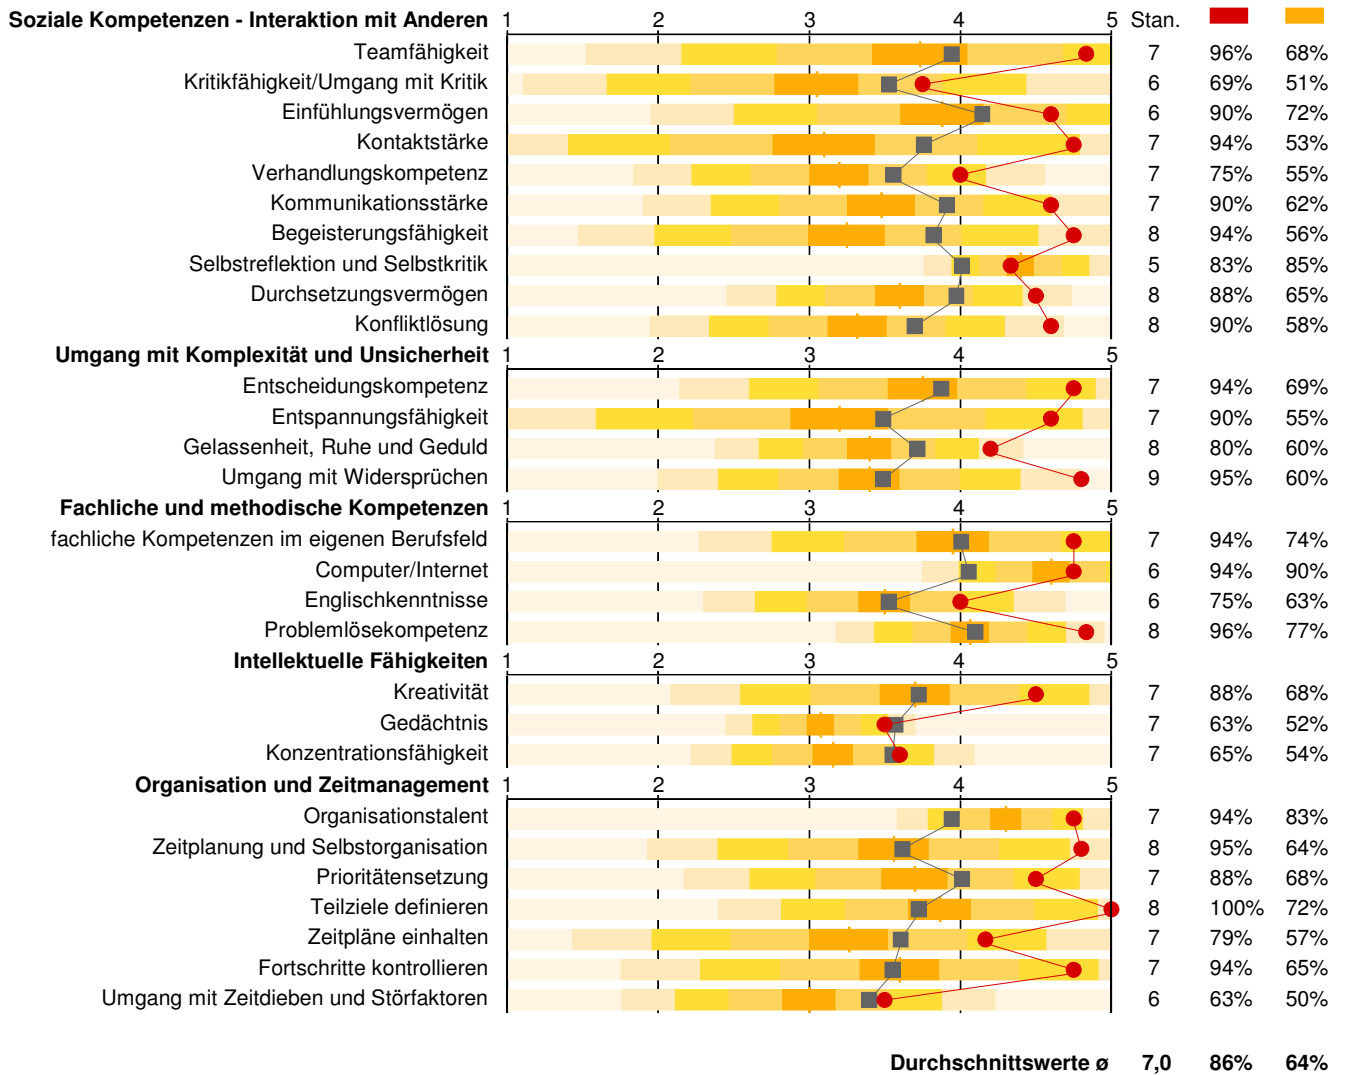 Soziale Kompetenzen - Interaktion mit Anderen 1 2 3 4 5 Stan.
Teamfähigkeit 7 96% 68%
Kritikfähigkeit/Umgang mit Kritik 6 69% 51%
Einfühlungsvermögen 6 90% 72%
Kontaktstärke 7 94% 53%
Verhandlungskompetenz 7 75% 55%
Kommunikationsstärke 7 90% 62%
Begeisterungsfähigkeit 8 94% 56%
Selbstreflektion und Selbstkritik 5 83% 85%
Durchsetzungsvermögen 8 88% 65%
Konfliktlösung 8 90% 58%
Umgang mit Komplexität und Unsicherheit 1 2 3 4 5
Entscheidungskompetenz 7 94% 69%
Entspannungsfähigkeit 7 90% 55%
Gelassenheit, Ruhe und Geduld 8 80% 60%
Umgang mit Widersprüchen 9 95% 60%
Fachliche und methodische Kompetenzen 1 2 3 4 5
fachliche Kompetenzen im eigenen Berufsfeld 7 94% 74%
Computer/Internet 6 94% 90%
Englischkenntnisse 6 75% 63%
Problemlösekompetenz 8 96% 77%
Intellektuelle Fähigkeiten 1 2 3 4 5
Kreativität 7 88% 68%
Gedächtnis 7 63% 52%
Konzentrationsfähigkeit 7 65% 54%
Organisation und Zeitmanagement 1 2 3 4 5
Organisationstalent 7 94% 83%
Zeitplanung und Selbstorganisation 8 95% 64%
Prioritätensetzung 7 88% 68%
Teilziele definieren 8 100% 72%
Zeitpläne einhalten 7 79% 57%
Fortschritte kontrollieren 7 94% 65%
Umgang mit Zeitdieben und Störfaktoren 6 63% 50%
Durchschnittswerte ø 7,0 86% 64%